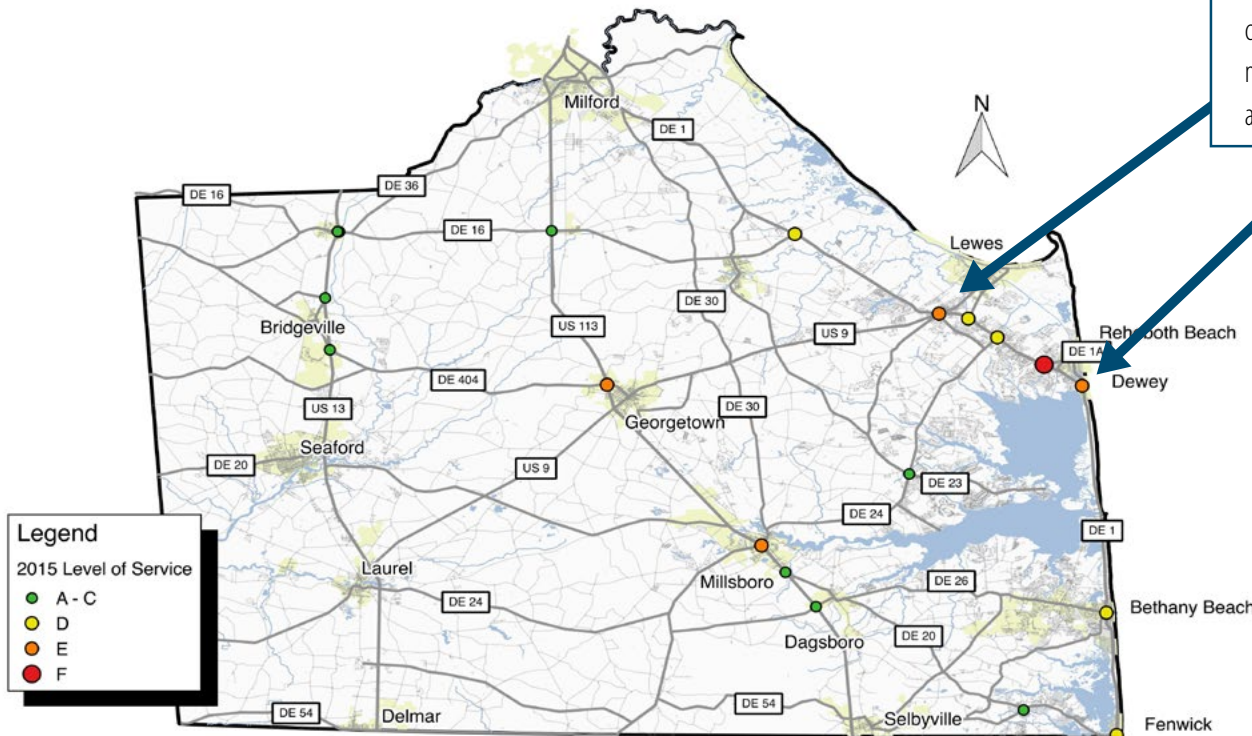 Milford
DE 1
N
DE 16
DE 36
DE 16
Lewes
DE 30
US 113
US 9
Bridgeville
Rehoboth Beach
DE 1A
DE 404
Dewey
US 13
DE 30
Georgetown
Seaford
US 9
DE 20
DE 23
DE 24
DE 1
Legend
2015 Level of Service
A - C
D
E
F
Laurel
Millsboro
DE 26
DE 24
Bethany Beach
DE 20
Dagsboro
DE 54
DE 54
Delmar
Selbyville
Fenwick